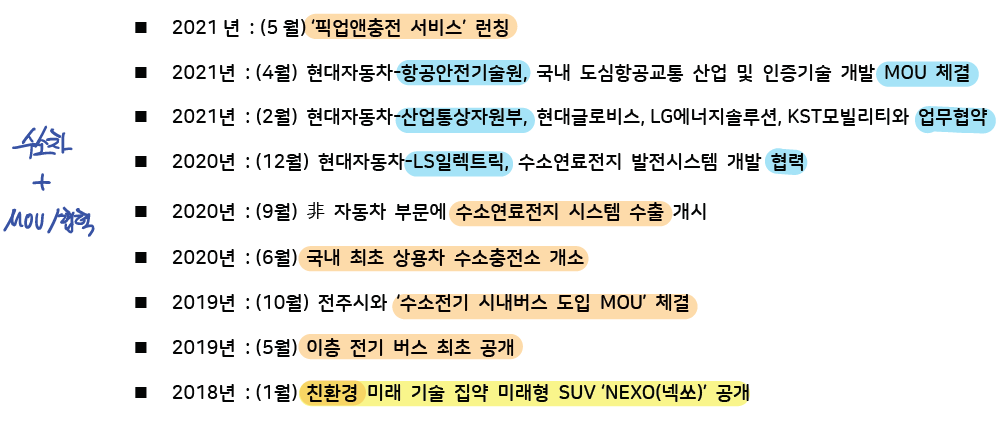 ■ 2021년 : (5월) ‘픽업앤충전 서비스’ 런칭
■ 2021년 : (4월) 현대자동차-항공안전기술원, 국내 도심항공교통 산업 및 인증기술 개발 MOU 체결
■ 2021년 : (2월) 현대자동차-산업통상자원부, 현대글로비스, LG에너지솔루션, KST모빌리티와 업무협약
수소차
+
MOU/협력
■ 2020년 : (12월) 현대자동차-LS일렉트릭, 수소연료전지 발전시스템 개발 협력
■ 2020년 : (9월) 非 자동차 부문에 수소연료전지 시스템 수출 개시
■ 2020년 : (6월) 국내 최초 상용차 수소충전소 개소
■ 2019년 : (10월) 전주시와 ‘수소전기 시내버스 도입 MOU’ 체결
■ 2019년 : (5월) 이층 전기 버스 최초 공개
■ 2018년 : (1월) 친환경 미래 기술 집약 미래형 SUV ‘NEXO(넥쏘)’ 공개